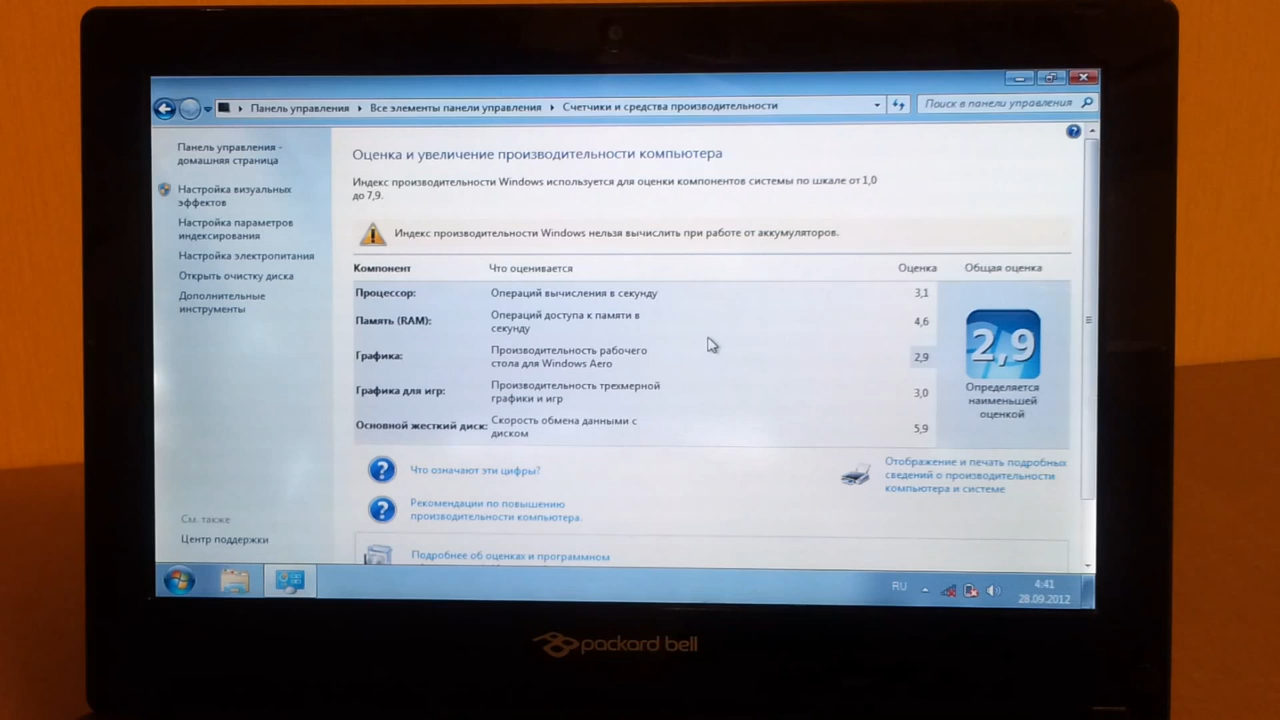 Панель управления
Все элементы панели управления
Счетчики и средства производительности
Поиск в панели управления
Панель управления -
домашняя страница
Настройка визуальных
эффектов
Настройка параметров
индексирования
Настройка электропитания
Открыть очистку диска
Дополнительные
инструменты
См. также
Центр поддержки
Оценка и увеличение производительности компьютера
Индекс производительности Windows используется для оценки компонентов системы по шкале от 1,0
до 7,9.
Индекс производительности Windows нельзя вычислить при работе от аккумуляторов.
Компонент Что оценивается Оценка Общая оценка
Процессор: Операций вычисления в секунду 3,1
Память (RAM): Операций доступа к памяти в
секунду 4,6
Графика: Производительность рабочего
стола для Windows Aero 2,9
Графика для игр: Производительность трехмерной
графики и игр 3,0
Основной жесткий диск: Скорость обмена данными с
диском 5,9
2,9
Определяется
наименьшей
оценкой
Что означают эти цифры?
Рекомендации по повышению
производительности компьютера.
Отображение и печать подробных
сведений о производительности
компьютера и системе
Подробнее об оценках и программном
RU
4:41
28.09.2012
packard bell